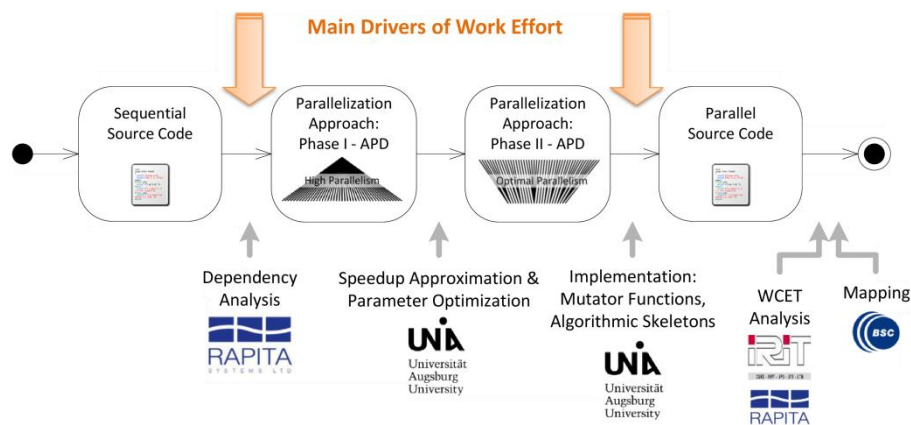 Main Drivers of Work Effort
Sequential
Source Code
Parallelization
Approach:
Phase I - APD
High Parallelism
Parallelization
Approach:
Phase II - APD
Optimal Parallelism
Parallel
Source Code
Dependency
Analysis
RAPITA
SYSTEMS LTD
Speedup Approximation &
Parameter Optimization
UNIA
Universität
Augsburg
University
Implementation:
Mutator Functions,
Algorithmic Skeletons
UNIA
Universität
Augsburg
University
WCET
Analysis
IRIT
RAPITA
Mapping
BSC